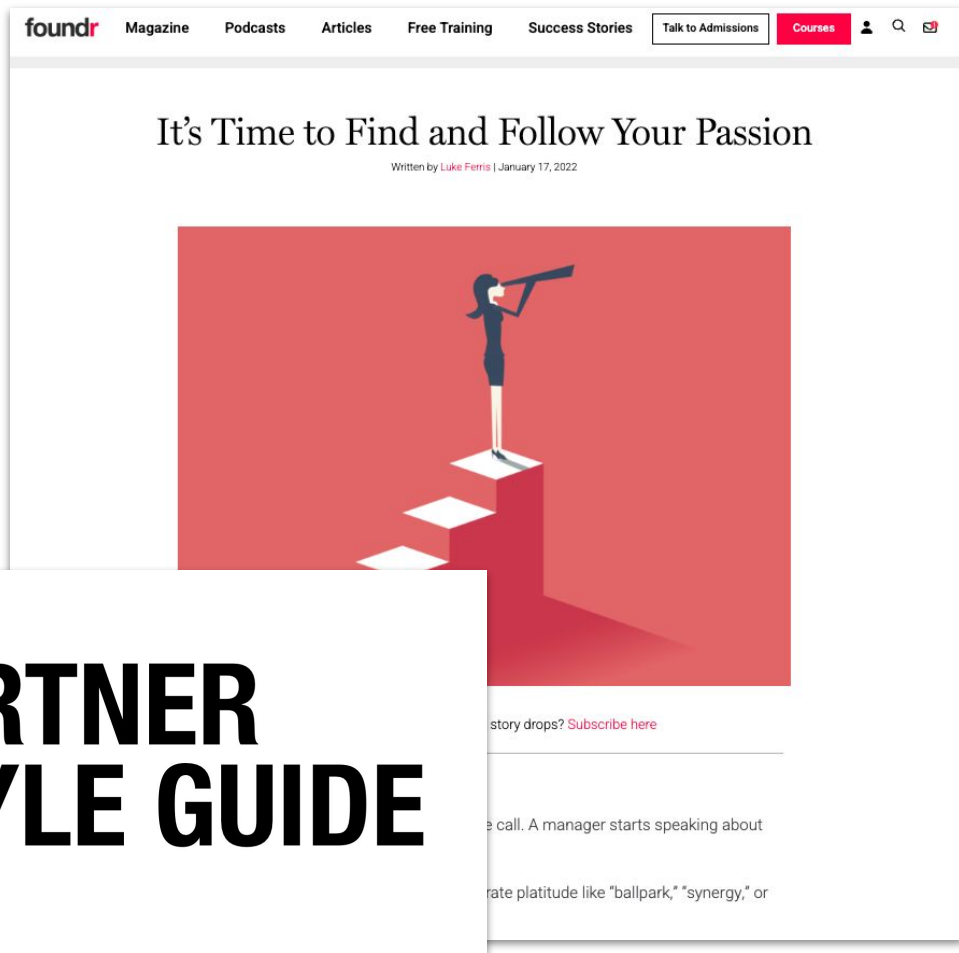 foundr Magazine Podcasts Articles Free Training Success Stories Talk to Admissions Courses
It's Time to Find and Follow Your Passion
Written by Luke Ferris | January 17, 2022
story drops? Subscribe here
RTNER
YLE GUIDE
call. A manager starts speaking about
rate platitude like “ballpark,” “synergy,” or